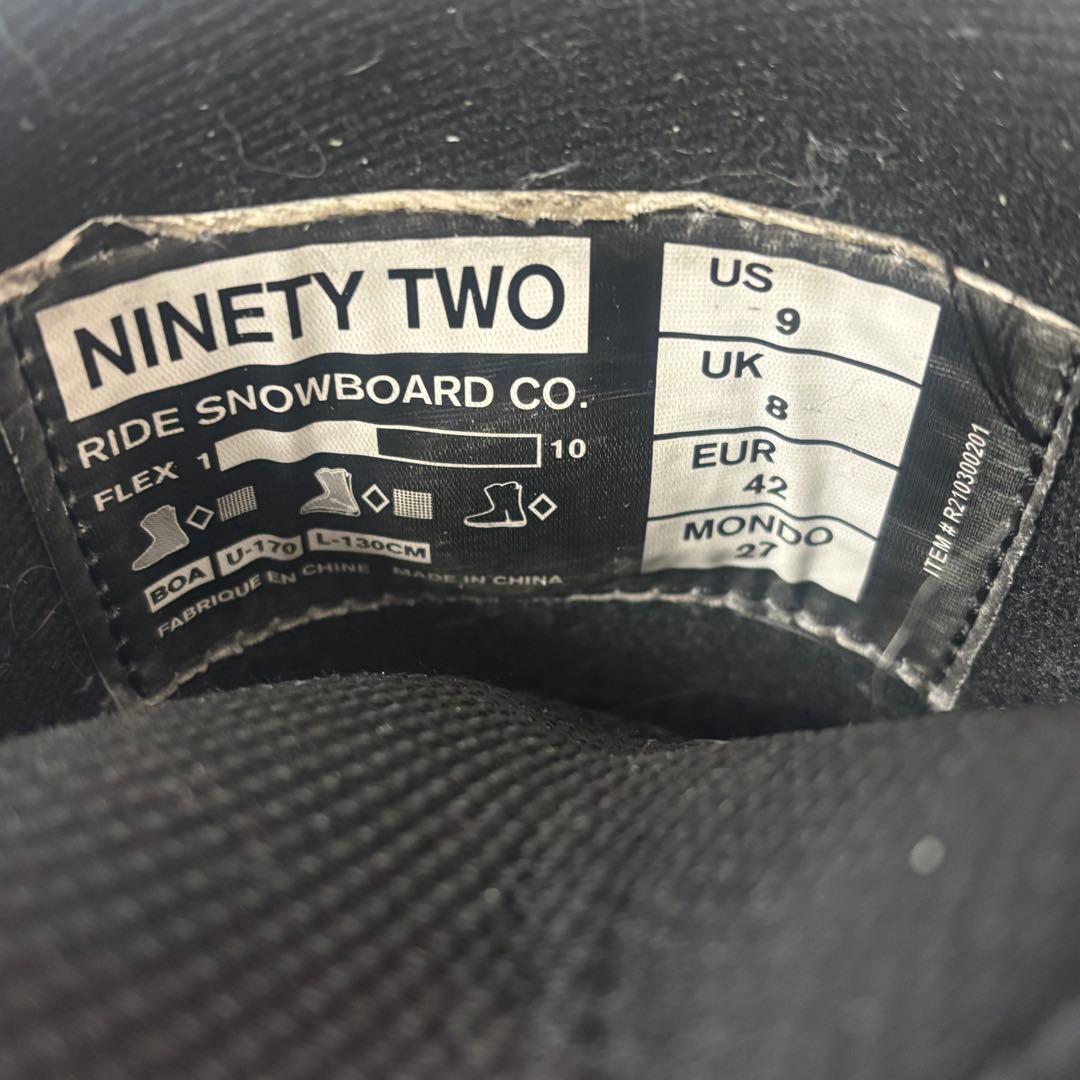 NINETY TWO
RIDE SNOWBOARD CO.
FLEX 1 10
BOA U-170 L-130CM
FABRIQUE EN CHINE MADE IN CHINA
US
9
UK
8
EUR
42
MONDO
27
ITEM # R210300201